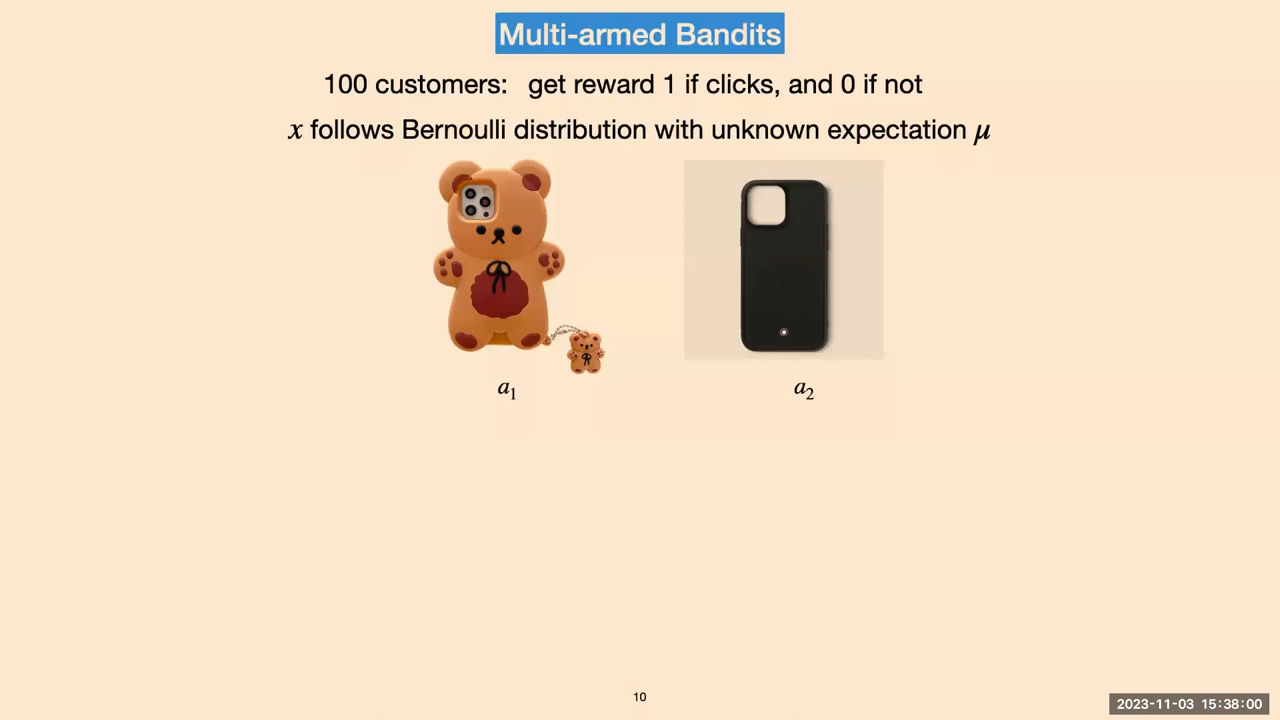 Multi-armed Bandits
100 customers: get reward 1 if clicks, and 0 if not
x follows Bernoulli distribution with unknown expectation μ
a₁ a₂
10
2023-11-03 15:38:00